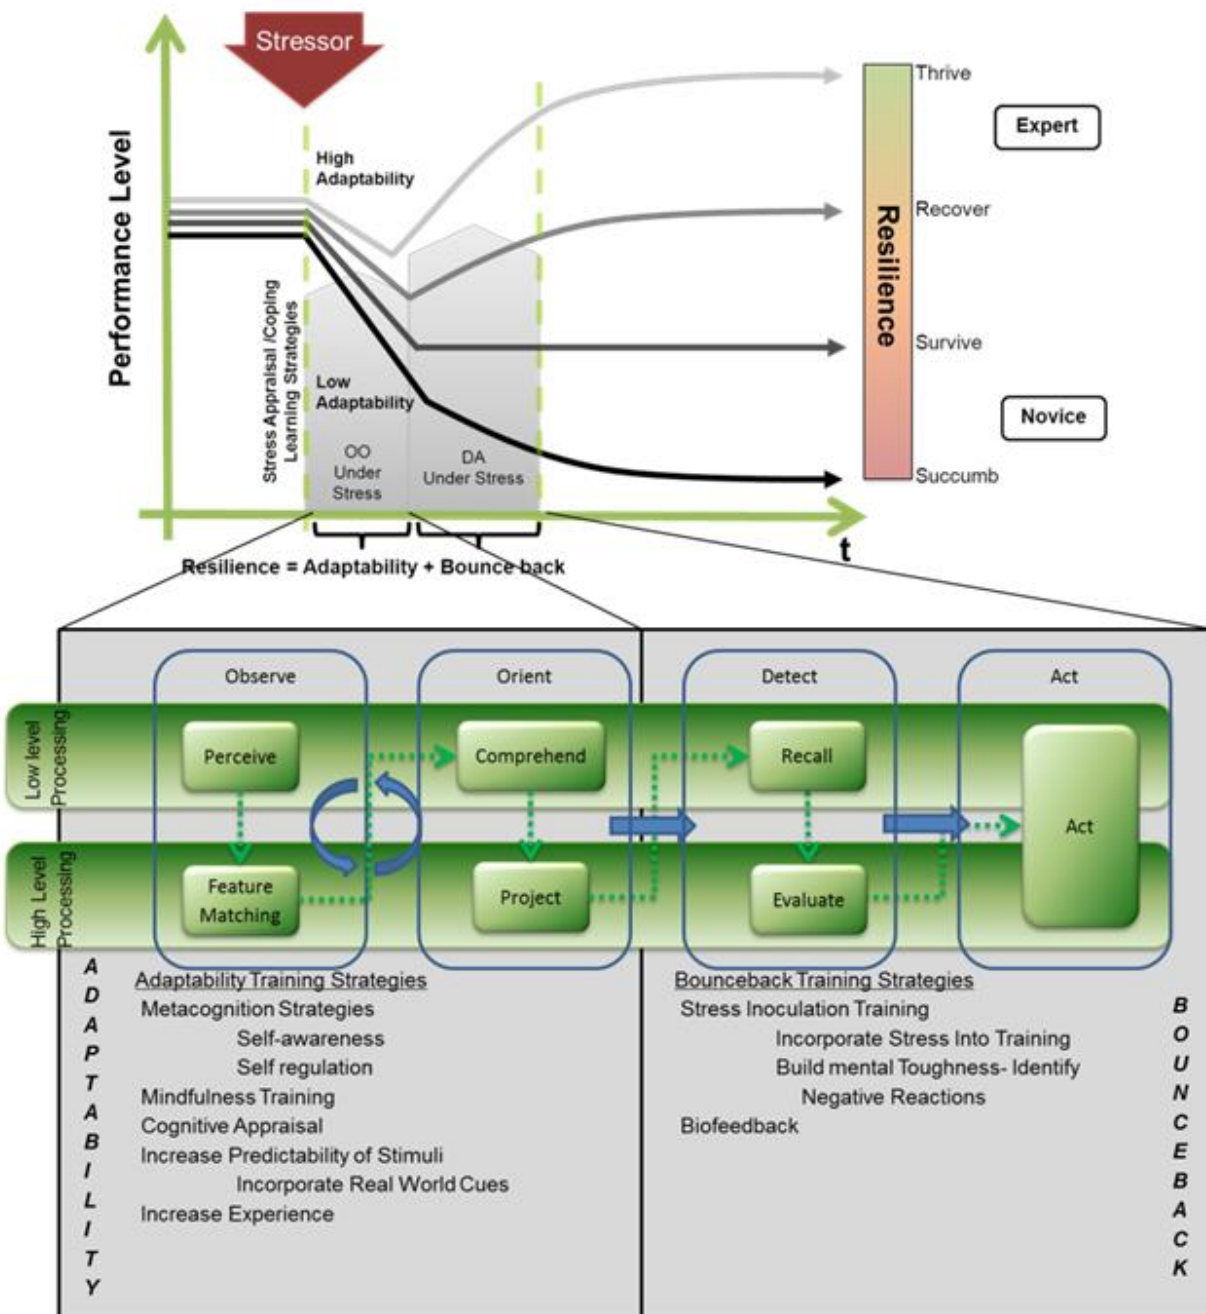 Stressor
Performance Level
High
Adaptability
Stress Appraisal /Coping
Learning Strategies
Low
Adaptability
OO
Under
Stress
DA
Under Stress
Resilience
Thrive
Recover
Survive
Succumb
Expert
Novice
t
Resilience = Adaptability + Bounce back
Observe
Orient
Detect
Act
Low level
Processing
Perceive
Comprehend
Recall
Act
High Level
Processing
Feature
Matching
Project
Evaluate
ADAPTABILITY
Adaptability Training Strategies
Metacognition Strategies
Self-awareness
Self regulation
Mindfulness Training
Cognitive Appraisal
Increase Predictability of Stimuli
Incorporate Real World Cues
Increase Experience
Bounceback Training Strategies
Stress Inoculation Training
Incorporate Stress Into Training
Build mental Toughness- Identify
Negative Reactions
Biofeedback
BOUNCEBACK